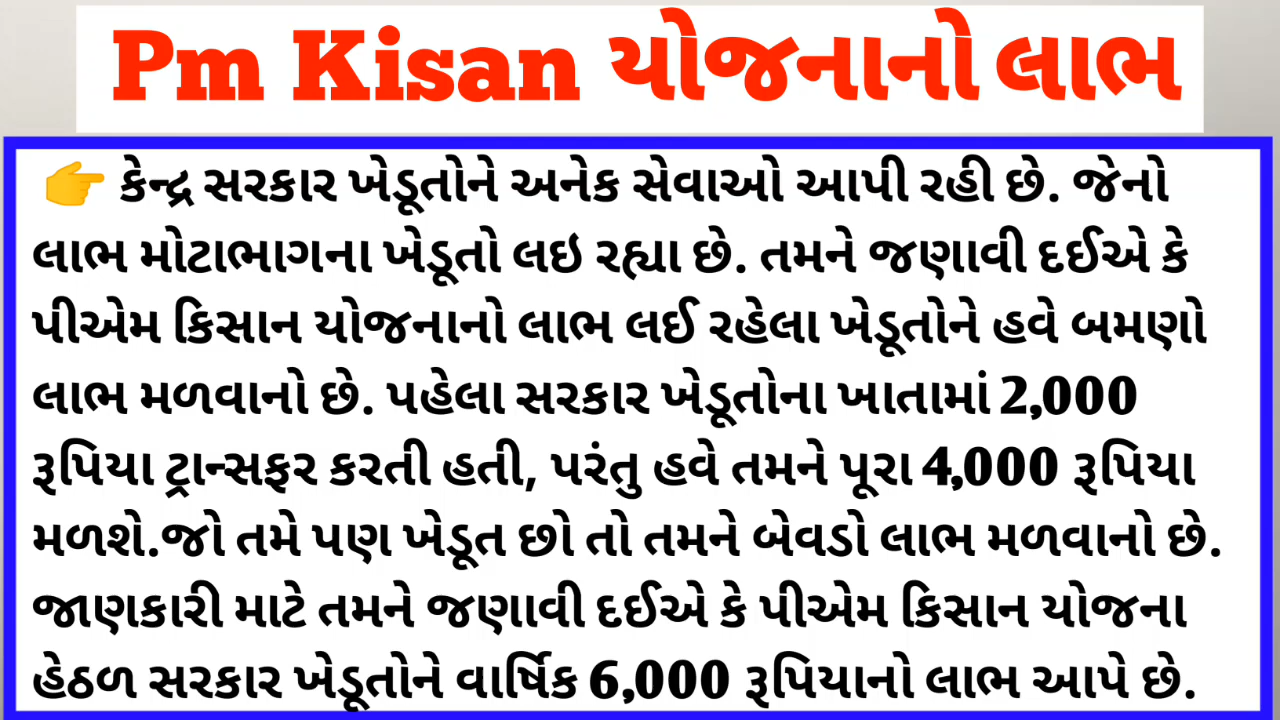 Pm Kisan યોજનાનો લાભ
👉 કેન્દ્ર સરકાર ખેડૂતોને અનેક સેવાઓ આપી રહી છે. જેનો
લાભ મોટાભાગના ખેડૂતો લઇ રહ્યા છે. તમને જણાવી દઈએ કે
પીએમ કિસાન યોજનાનો લાભ લઈ રહેલા ખેડૂતોને હવે બમણો
લાભ મળવાનો છે. પહેલા સરકાર ખેડૂતોના ખાતામાં 2,000
રૂપિયા ટ્રાન્સફર કરતી હતી, પરંતુ હવે તમને પૂરા 4,000 રૂપિયા
મળશે.જો તમે પણ ખેડૂત છો તો તમને બેવડો લાભ મળવાનો છે.
જાણકારી માટે તમને જણાવી દઈએ કે પીએમ કિસાન યોજના
હેઠળ સરકાર ખેડૂતોને વાર્ષિક 6,000 રૂપિયાનો લાભ આપે છે.